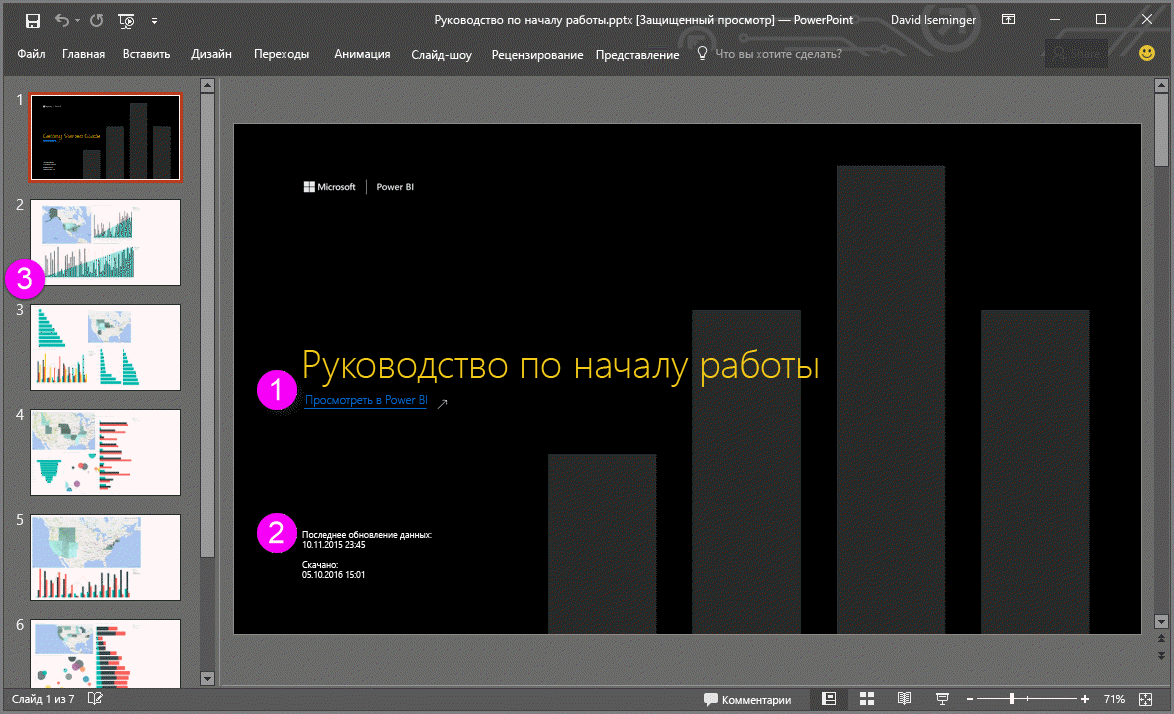 Руководство по началу работы.pptx [Защищенный просмотр] — PowerPoint
David Iseminger
Файл Главная Вставить Дизайн Переходы Анимация Слайд-шоу Рецензирование Представление Что вы хотите сделать? Share
1
Getting Started Guide
2
3
3
4
5
6
Microsoft Power BI
Руководство по началу работы
1
Просмотреть в Power BI
2
Последнее обновление данных:
10.11.2015 23:45
Скачано:
05.10.2016 15:01
Слайд 1 из 7
Комментарии
71%